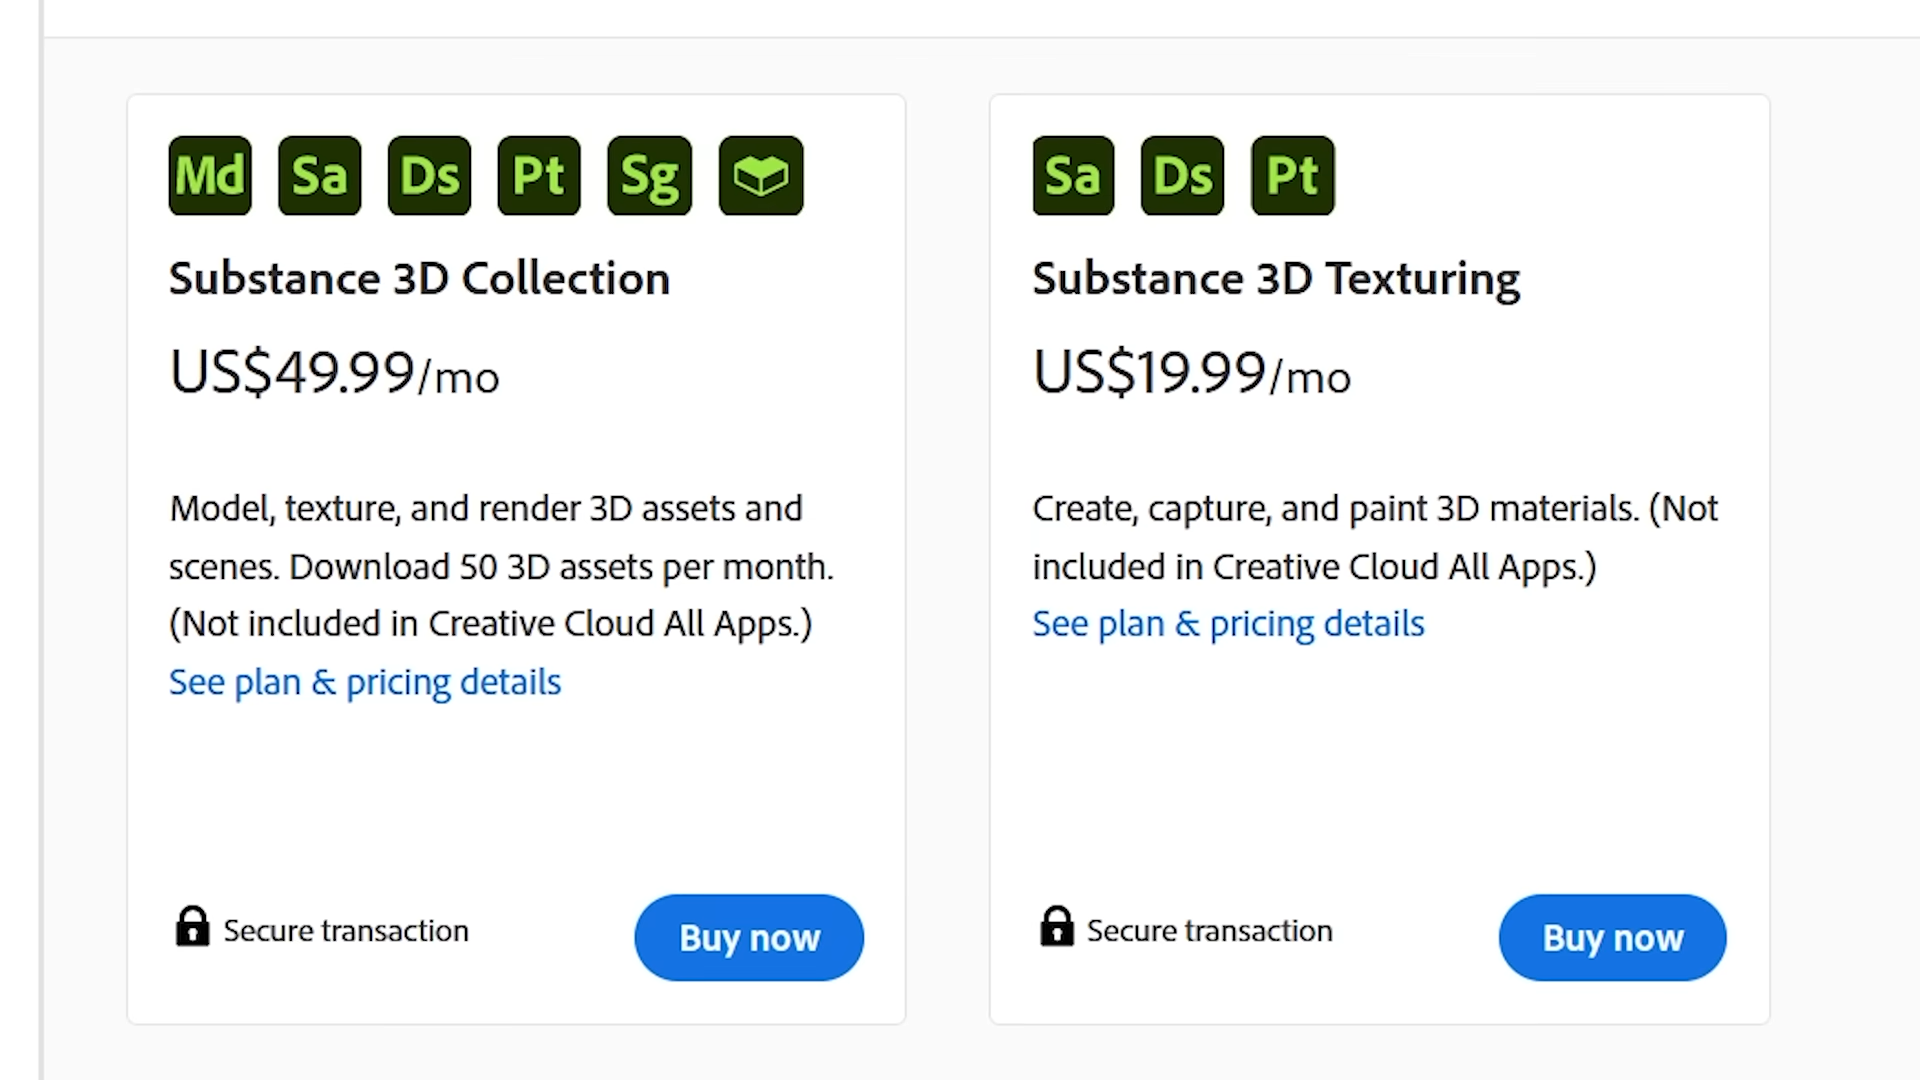 Md Sa Ds Pt Sg
Substance 3D Collection
US$49.99/mo
Model, texture, and render 3D assets and
scenes. Download 50 3D assets per month.
(Not included in Creative Cloud All Apps.)
See plan & pricing details
Secure transaction
Buy now
Sa Ds Pt
Substance 3D Texturing
US$19.99/mo
Create, capture, and paint 3D materials. (Not
included in Creative Cloud All Apps.)
See plan & pricing details
Secure transaction
Buy now